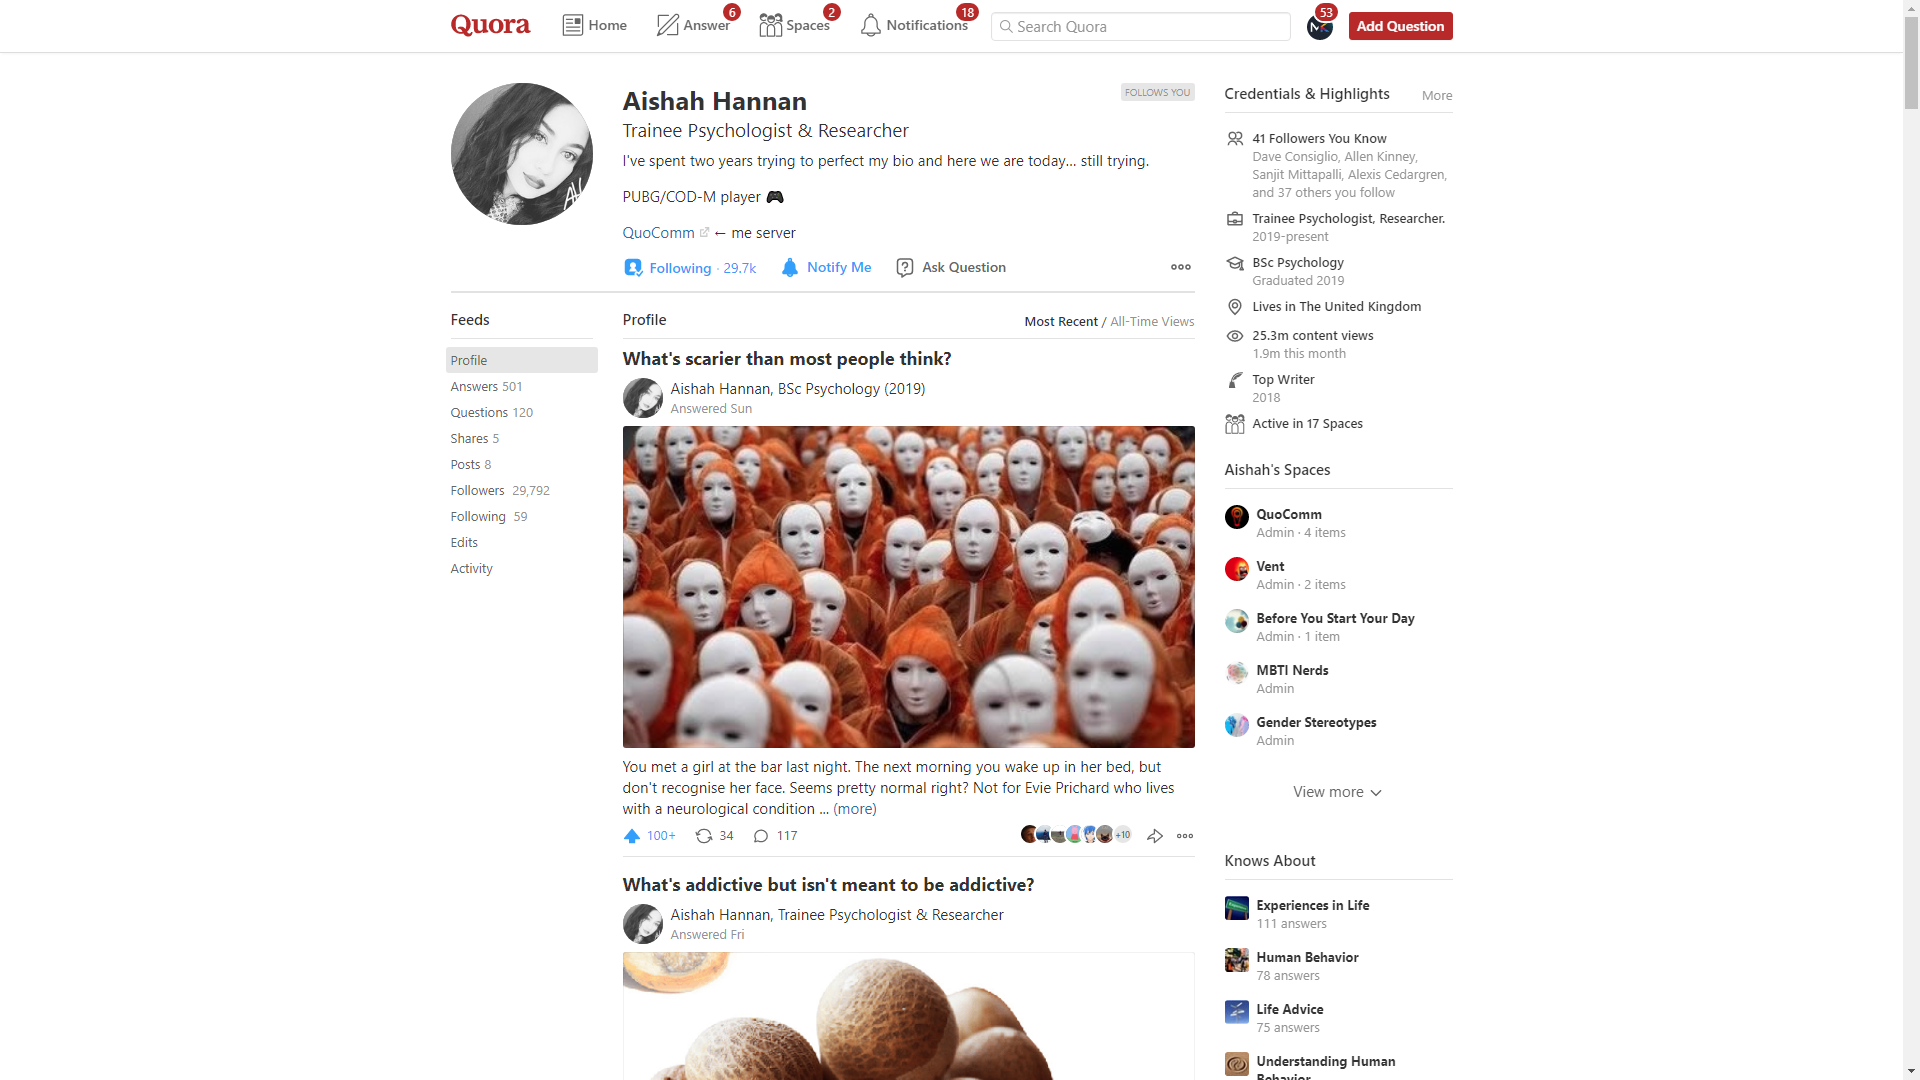 Quora
Home
Answer
6
Spaces
2
Notifications
18
Search Quora
53
Add Question
Aishah Hannan
FOLLOWS YOU
Trainee Psychologist & Researcher
I've spent two years trying to perfect my bio and here we are today… still trying.
PUBG/COD-M player 🎮
QuoComm ← me server
Following · 29.7k
Notify Me
Ask Question
Feeds
Profile
Answers 501
Questions 120
Shares 5
Posts 8
Followers 29,792
Following 59
Edits
Activity
Profile
Most Recent / All-Time Views
What's scarier than most people think?
Aishah Hannan, BSc Psychology (2019)
Answered Sun
You met a girl at the bar last night. The next morning you wake up in her bed, but
don't recognise her face. Seems pretty normal right? Not for Evie Prichard who lives
with a neurological condition ... (more)
100+
34
117
+10
What's addictive but isn't meant to be addictive?
Aishah Hannan, Trainee Psychologist & Researcher
Answered Fri
Credentials & Highlights
More
41 Followers You Know
Dave Consiglio, Allen Kinney,
Sanjit Mittapalli, Alexis Cedargren,
and 37 others you follow
Trainee Psychologist, Researcher.
2019-present
BSc Psychology
Graduated 2019
Lives in The United Kingdom
25.3m content views
1.9m this month
Top Writer
2018
Active in 17 Spaces
Aishah's Spaces
QuoComm
Admin · 4 items
Vent
Admin · 2 items
Before You Start Your Day
Admin · 1 item
MBTI Nerds
Admin
Gender Stereotypes
Admin
View more
Knows About
Experiences in Life
111 answers
Human Behavior
78 answers
Life Advice
75 answers
Understanding Human
Behavior